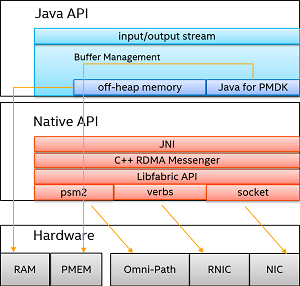 Java API
input/output stream
Buffer Management
off-heap memory
Java for PMDK
Native API
JNI
C++ RDMA Messenger
Libfabric API
psm2
verbs
socket
Hardware
RAM
PMEM
Omni-Path
RNIC
NIC